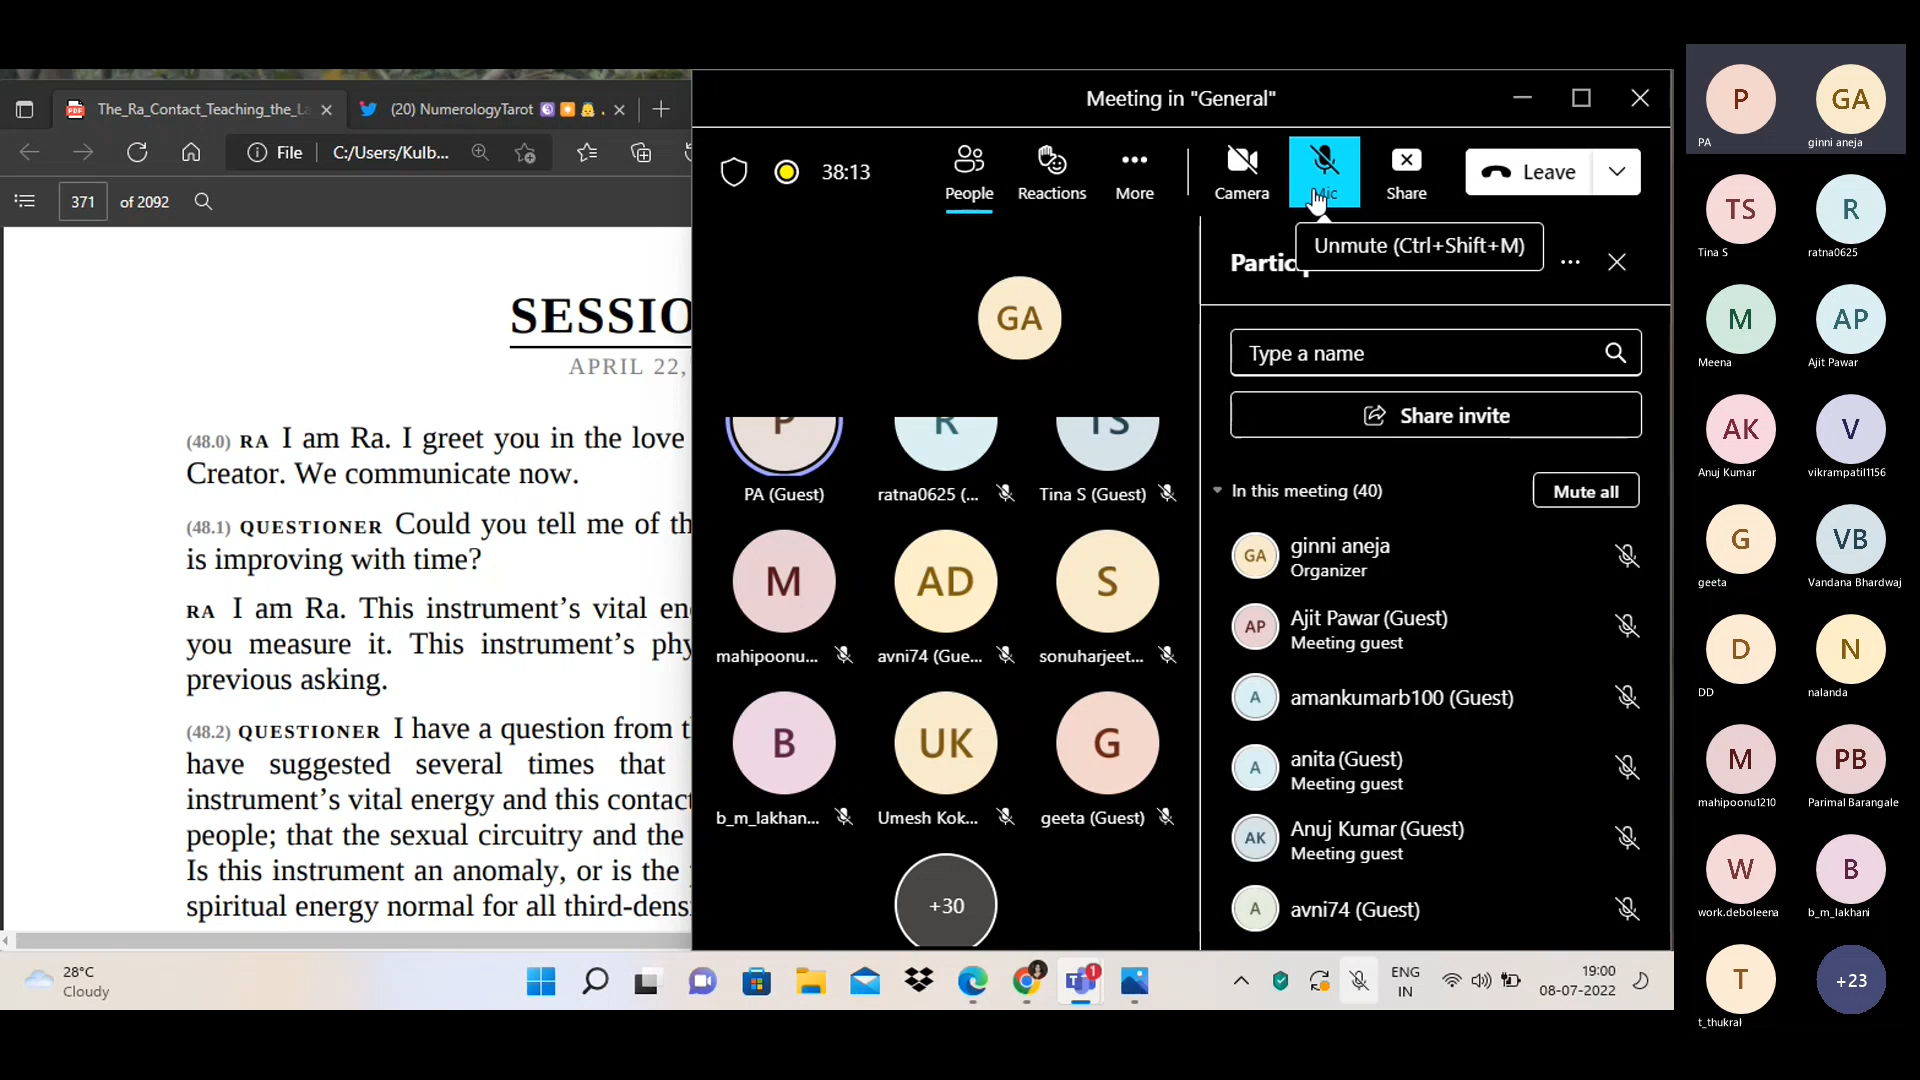 The_Ra_Contact_Teaching_the_La
(20) NumerologyTarot
File
C:/Users/Kulb...
371 of 2092
SESSIO
APRIL 22,
(48.0) RA I am Ra. I greet you in the love
Creator. We communicate now.
(48.1) QUESTIONER Could you tell me of th
is improving with time?
RA I am Ra. This instrument's vital en
you measure it. This instrument's phy
previous asking.
(48.2) QUESTIONER I have a question from t
have suggested several times that
instrument's vital energy and this contact
people; that the sexual circuitry and the
Is this instrument an anomaly, or is the
spiritual energy normal for all third-dens
Meeting in "General"
38:13
People
Reactions
More
Camera
Mic
Share
Leave
Unmute (Ctrl+Shift+M)
Partici
GA
Type a name
Share invite
P
R
TS
PA (Guest)
ratna0625 (...
Tina S (Guest)
In this meeting (40)
Mute all
M
AD
S
mahipoonu...
avni74 (Gue...
sonuharjeet...
B
UK
G
b_m_lakhan...
Umesh Kok...
geeta (Guest)
+30
GA
ginni aneja
Organizer
AP
Ajit Pawar (Guest)
Meeting guest
A
amankumarb100 (Guest)
A
anita (Guest)
Meeting guest
AK
Anuj Kumar (Guest)
Meeting guest
A
avni74 (Guest)
28°C
Cloudy
1
ENG
IN
19:00
08-07-2022
P
GA
PA
ginni aneja
TS
R
Tina S
ratna0625
M
AP
Meena
Ajit Pawar
AK
V
Anuj Kumar
vikrampatil1156
G
VB
geeta
Vandana Bhardwaj
D
N
DD
nalanda
M
PB
mahipoonu1210
Parimal Barangale
W
B
work.deboleena
b_m_lakhani
T
+23
t_thukral